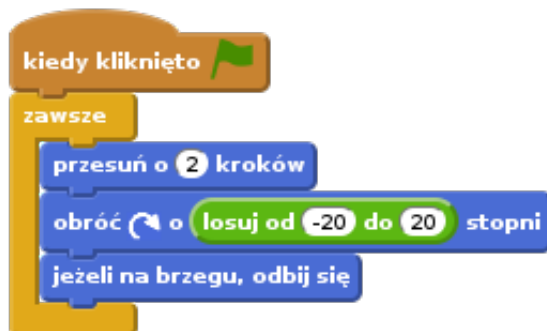 kiedy kliknięto
zawsze
przesuń o 2 kroków
obróć o losuj od -20 do 20 stopni
jeżeli na brzegu, odbij się